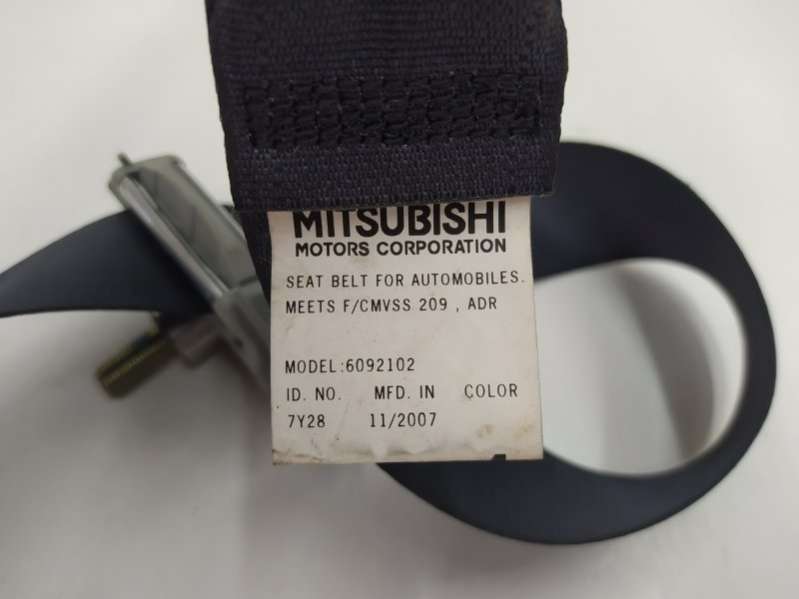 MITSUBISHI
MOTORS CORPORATION
SEAT BELT FOR AUTOMOBILES.
MEETS F/CMVSS 209 , ADR
MODEL:6092102
ID. NO. MFD. IN COLOR
7Y28 11/2007